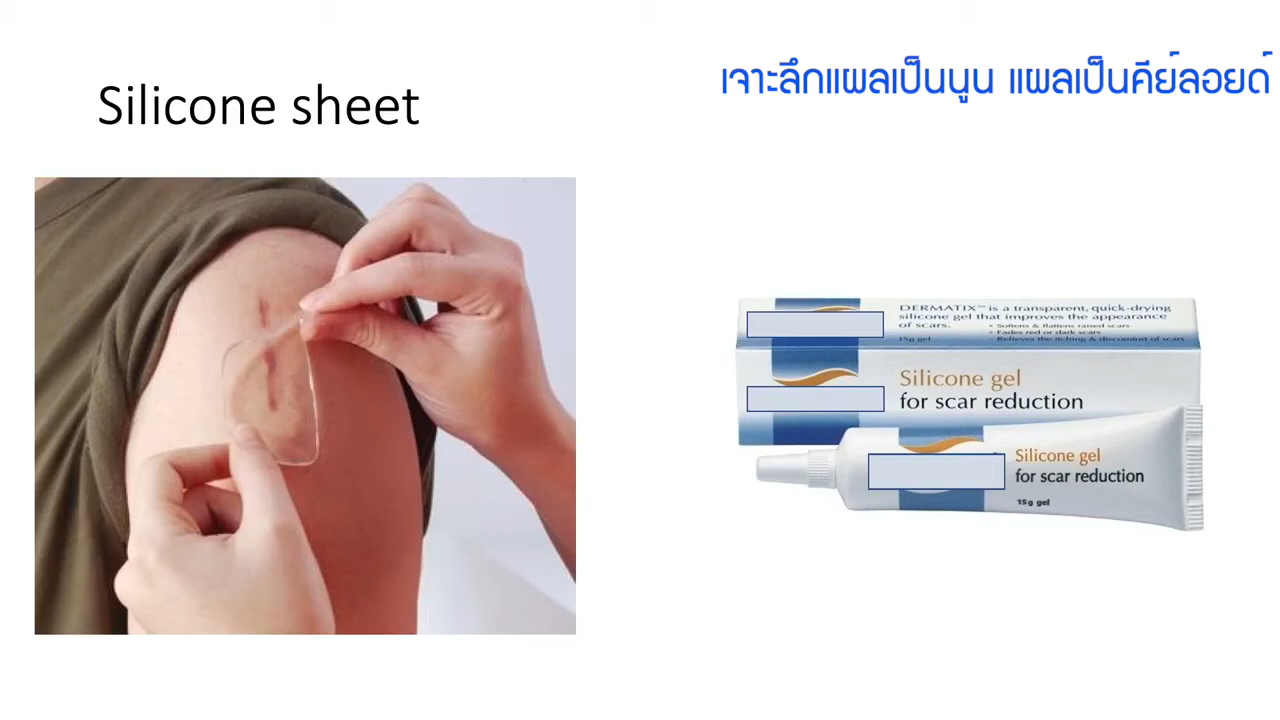 Silicone sheet
เจาะลึกแผลเป็นนูน แผลเป็นคีย์ลอยด์
DERMATIX™ is a transparent, quick-drying
silicone gel that improves the appearance
of scars.
• Softens & flattens raised scars
• Fades red or dark scars
15g gel
• Relieves the itching & discomfort of scars
Silicone gel
for scar reduction
Silicone gel
for scar reduction
15g gel